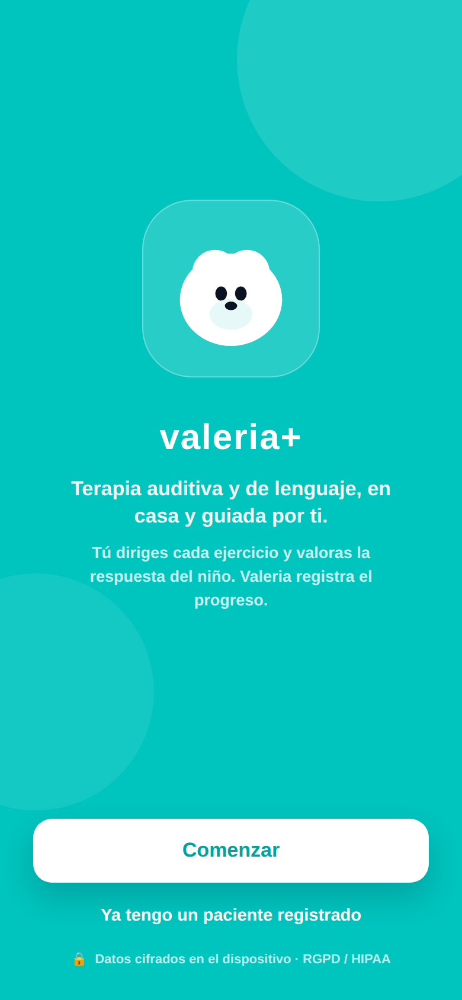 valeria+
Terapia auditiva y de lenguaje, en
casa y guiada por ti.
Tú diriges cada ejercicio y valoras la
respuesta del niño. Valeria registra el
progreso.
Comenzar
Ya tengo un paciente registrado
🔒 Datos cifrados en el dispositivo · RGPD / HIPAA